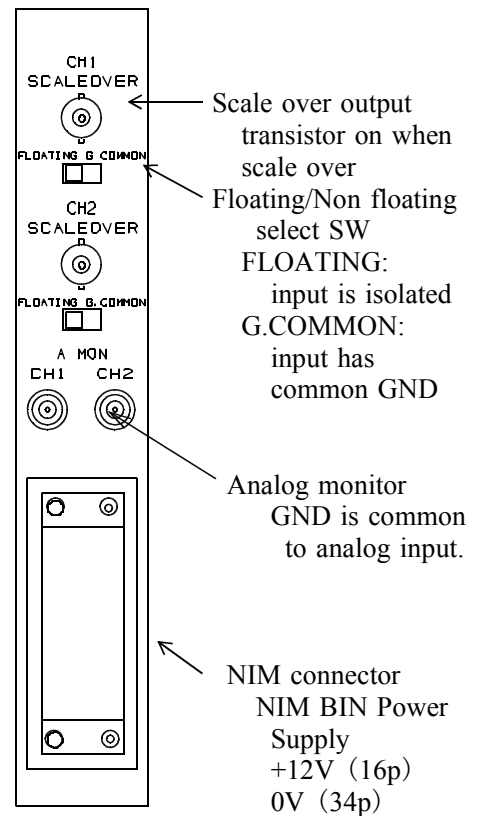 CH1
SCALEOVER
FLOATING G COMMON
CH2
SCALEOVER
FLOATING G.COMMON
A MON
CH1 CH2
Scale over output
transistor on when
scale over
Floating/Non floating
select SW
FLOATING:
input is isolated
G.COMMON:
input has
common GND
Analog monitor
GND is common
to analog input.
NIM connector
NIM BIN Power
Supply
+12V（16p）
0V（34p）